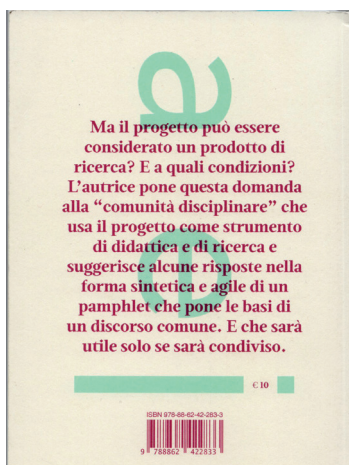 a
e
Ma il progetto può essere
considerato un prodotto di
ricerca? E a quali condizioni?
L'autrice pone questa domanda
alla “comunità disciplinare” che
usa il progetto come strumento
di didattica e di ricerca e
suggerisce alcune risposte nella
forma sintetica e agile di un
pamphlet che pone le basi di
un discorso comune. E che sarà
utile solo se sarà condiviso.
€ 10
ISBN 978-88-62-42-283-3
9 788862 422833